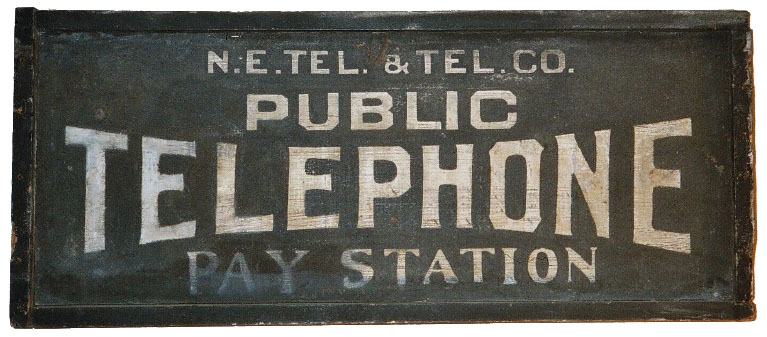 N.E.TEL. & TEL.CO.
PUBLIC
TELEPHONE
PAY STATION